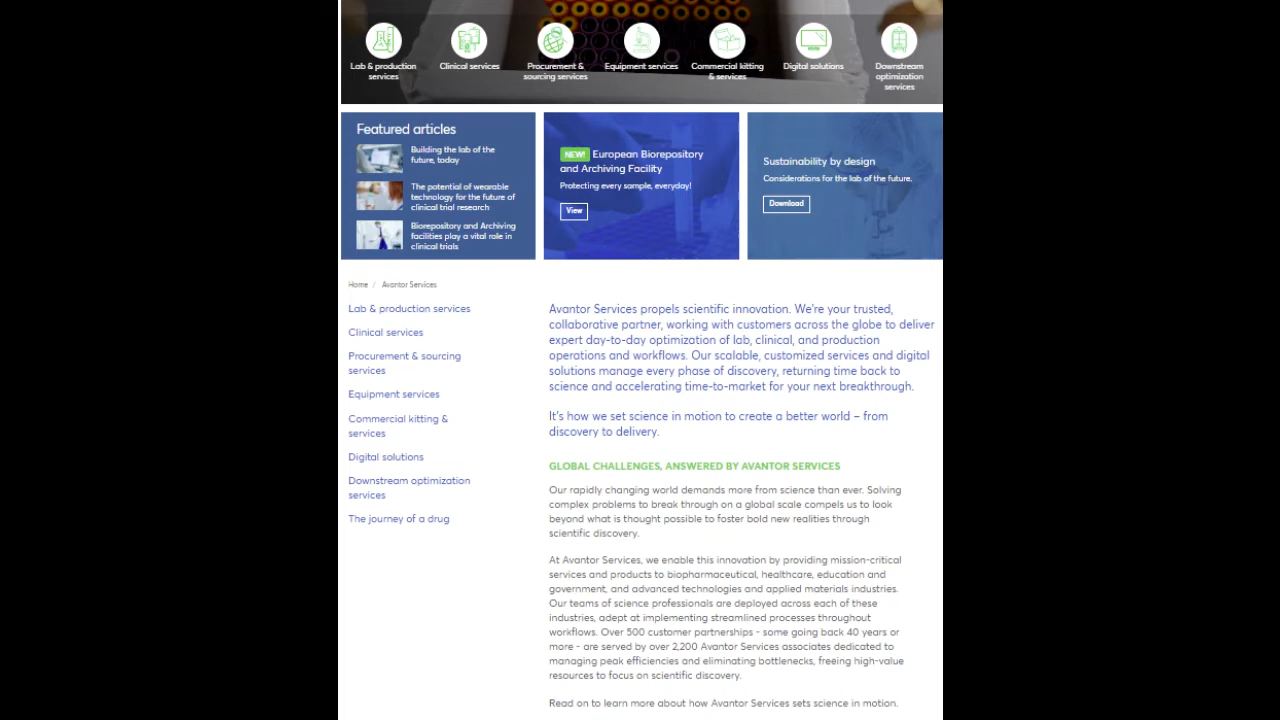 Lab & production
services
Clinical services
Procurement &
sourcing services
Equipment services
Commercial kitting
& services
Digital solutions
Downstream
optimization
services
Featured articles
Building the lab of the
future, today
The potential of wearable
technology for the future of
clinical trial research
Biorepository and Archiving
facilities play a vital role in
clinical trials
NEW! European Biorepository
and Archiving Facility
Protecting every sample, everyday!
View
Sustainability by design
Considerations for the lab of the future.
Download
Home / Avantor Services
Lab & production services
Clinical services
Procurement & sourcing
services
Equipment services
Commercial kitting &
services
Digital solutions
Downstream optimization
services
The journey of a drug
Avantor Services propels scientific innovation. We're your trusted,
collaborative partner, working with customers across the globe to deliver
expert day-to-day optimization of lab, clinical, and production
operations and workflows. Our scalable, customized services and digital
solutions manage every phase of discovery, returning time back to
science and accelerating time-to-market for your next breakthrough.
It's how we set science in motion to create a better world – from
discovery to delivery.
GLOBAL CHALLENGES, ANSWERED BY AVANTOR SERVICES
Our rapidly changing world demands more from science than ever. Solving
complex problems to break through on a global scale compels us to look
beyond what is thought possible to foster bold new realities through
scientific discovery.
At Avantor Services, we enable this innovation by providing mission-critical
services and products to biopharmaceutical, healthcare, education and
government, and advanced technologies and applied materials industries.
Our teams of science professionals are deployed across each of these
industries, adept at implementing streamlined processes throughout
workflows. Over 500 customer partnerships - some going back 40 years or
more - are served by over 2,200 Avantor Services associates dedicated to
managing peak efficiencies and eliminating bottlenecks, freeing high-value
resources to focus on scientific discovery.
Read on to learn more about how Avantor Services sets science in motion.